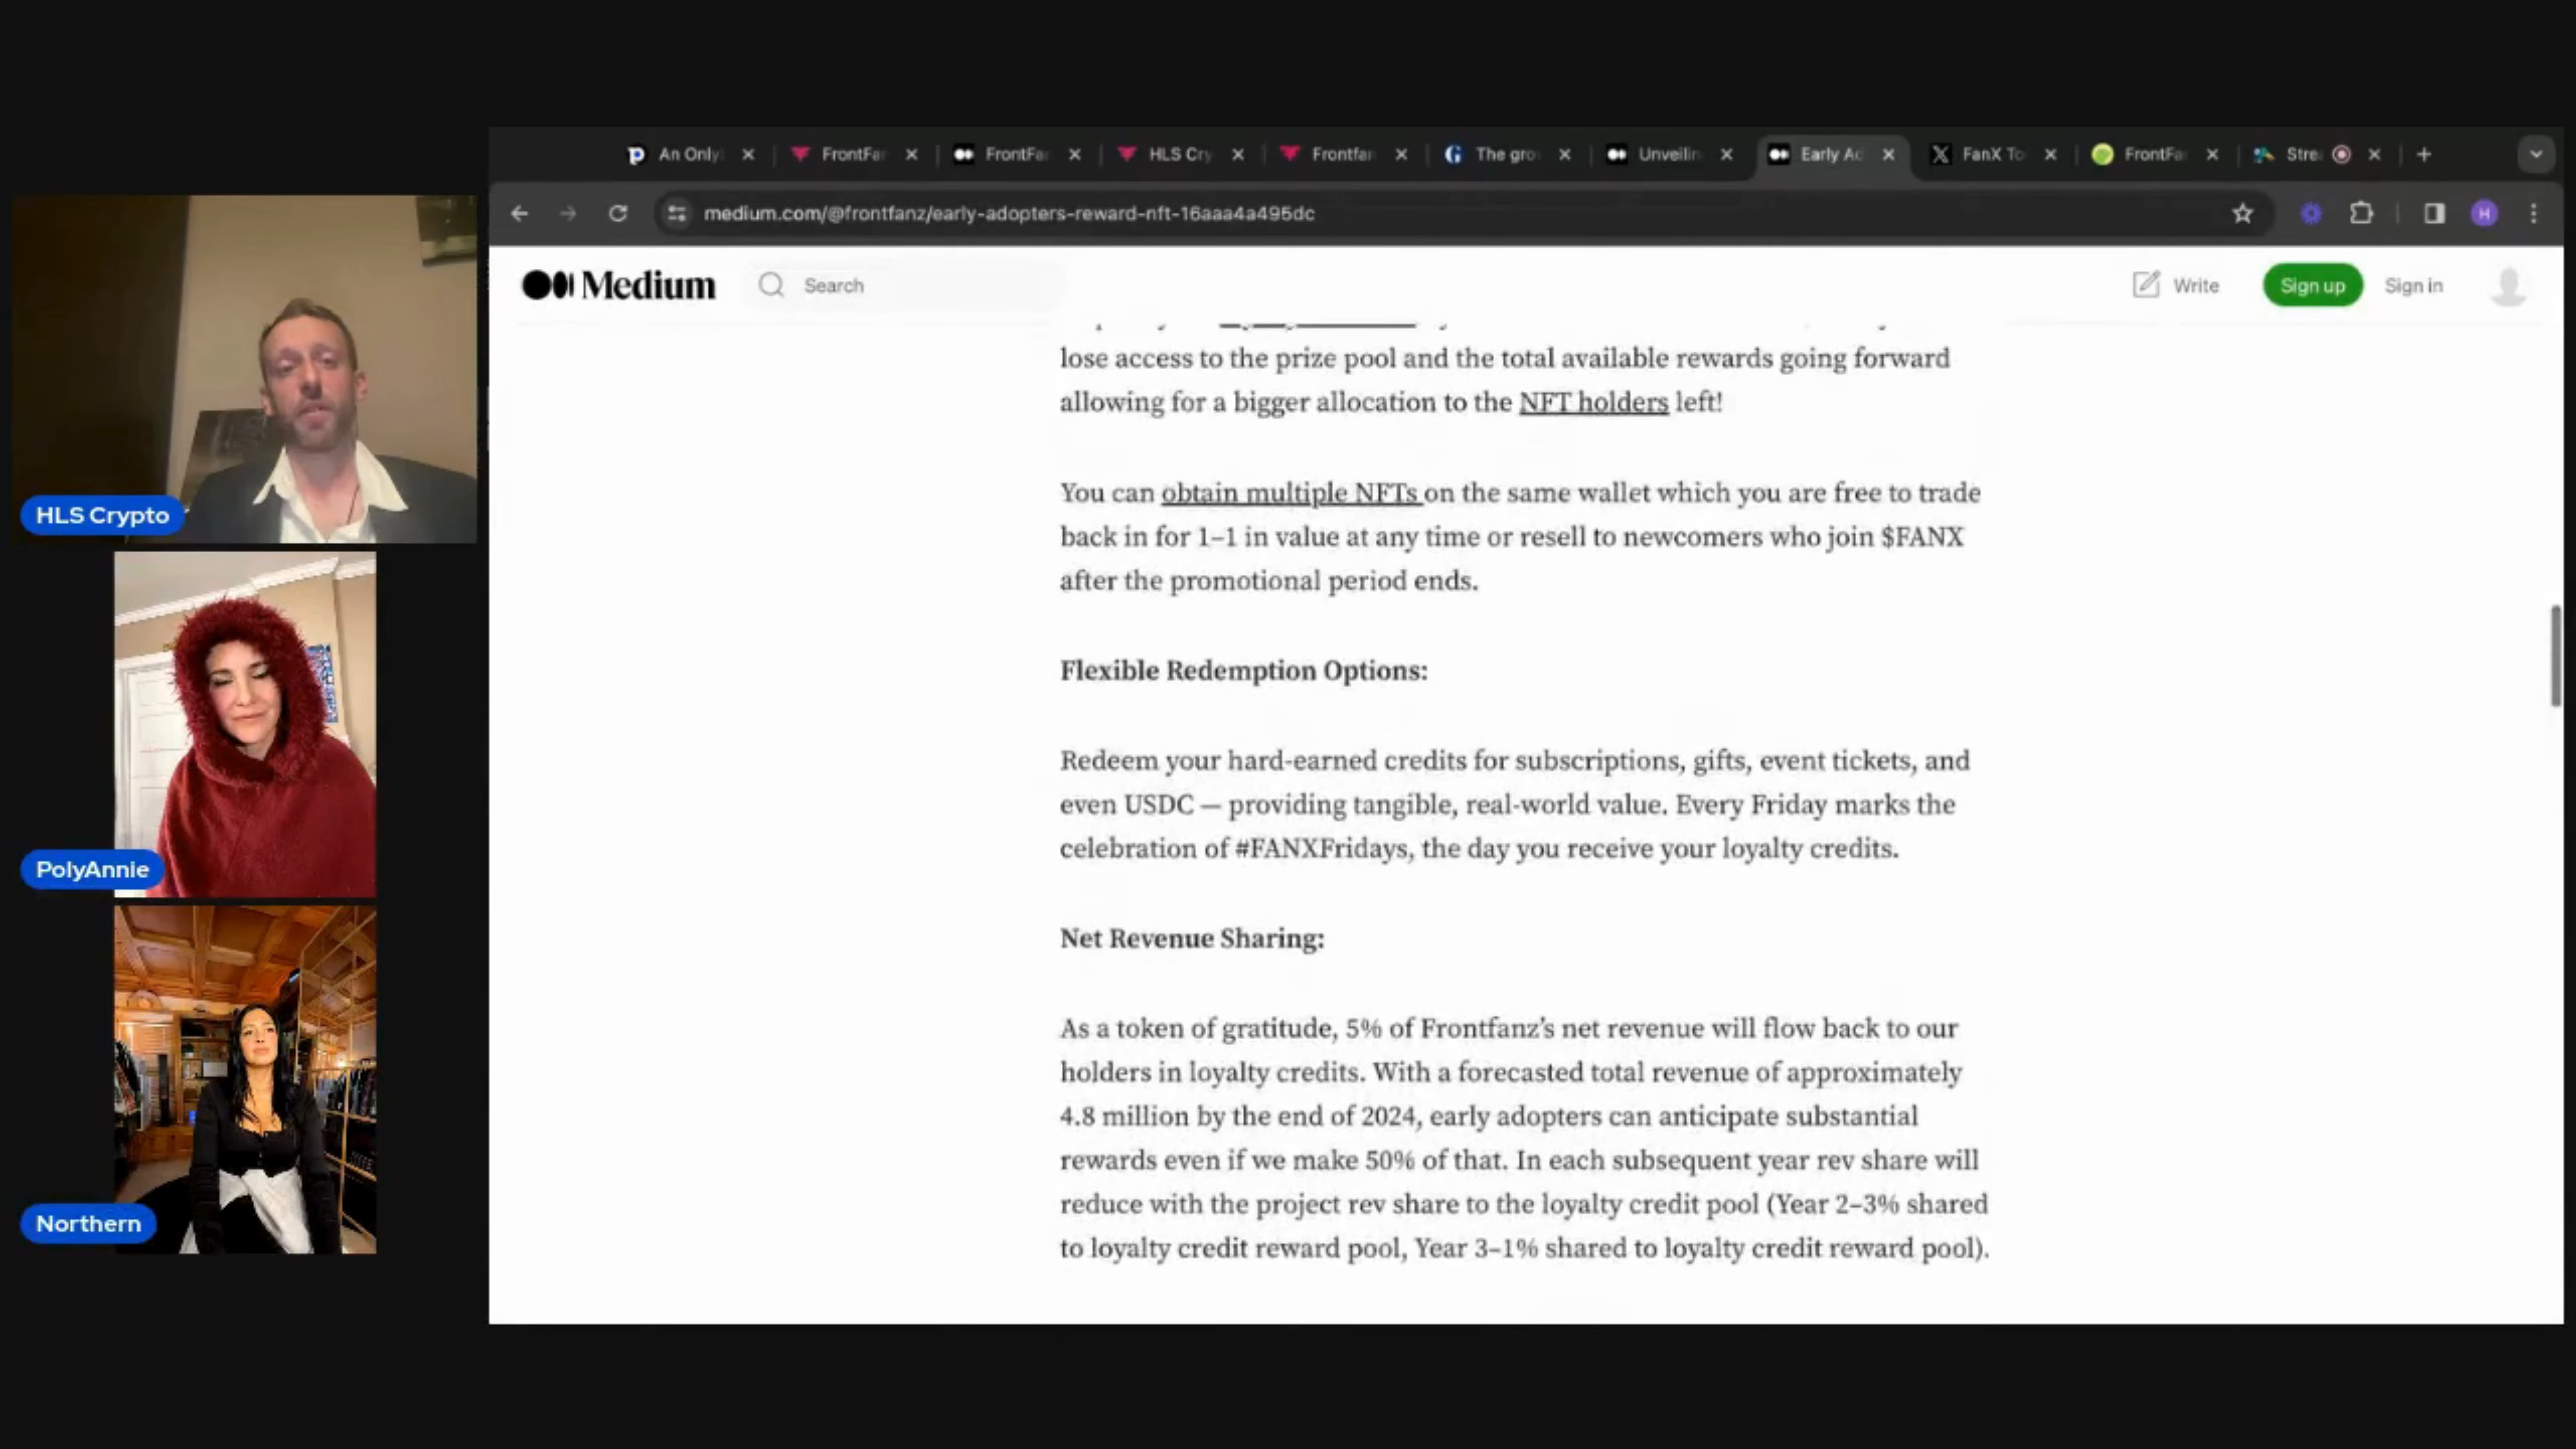 An Onl
FrontFa
FrontFa
HLS Cry
Frontfan
The gro
Unveilin
Early Ad
FanX To
FrontFa
Stre
medium.com/@frontfanz/early-adopters-reward-nft-16aaa4a495dc
H
Medium
Search
Write
Sign up
Sign in
lose access to the prize pool and the total available rewards going forward
allowing for a bigger allocation to the NFT holders left!
You can obtain multiple NFTs on the same wallet which you are free to trade
back in for 1–1 in value at any time or resell to newcomers who join $FANX
after the promotional period ends.
Flexible Redemption Options:
Redeem your hard-earned credits for subscriptions, gifts, event tickets, and
even USDC — providing tangible, real-world value. Every Friday marks the
celebration of #FANXFridays, the day you receive your loyalty credits.
Net Revenue Sharing:
As a token of gratitude, 5% of Frontfanz’s net revenue will flow back to our
holders in loyalty credits. With a forecasted total revenue of approximately
4.8 million by the end of 2024, early adopters can anticipate substantial
rewards even if we make 50% of that. In each subsequent year rev share will
reduce with the project rev share to the loyalty credit pool (Year 2–3% shared
to loyalty credit reward pool, Year 3–1% shared to loyalty credit reward pool).
HLS Crypto
PolyAnnie
Northern